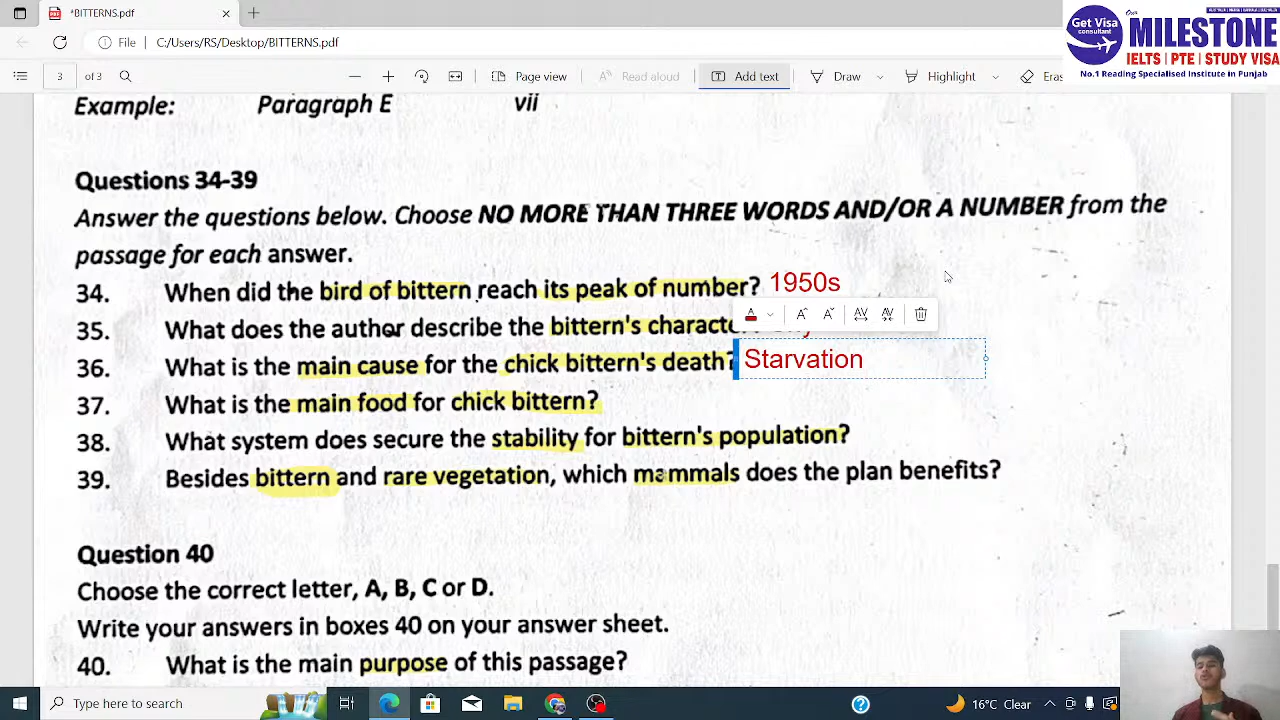 *BITTERNS.pdf
File C:/Users/RS/Desktop/BITTERNS.pdf
Get Visa
consultant
Our
MILESTONE
IELTS | PTE | STUDY VISA
No.1 Reading Specialised Institute in Punjab
3 of 3 Page view Read aloud Add text Draw Highlight Eras
Example: Paragraph E vii
Questions 34-39
Answer the questions below. Choose NO MORE THAN THREE WORDS AND/OR A NUMBER from the
passage for each answer.
34. When did the bird of bittern reach its peak of number? 1950s
35. What does the author describe the bittern's characte
36. What is the main cause for the chick bittern's death? Starvation
37. What is the main food for chick bittern?
38. What system does secure the stability for bittern's population?
39. Besides bittern and rare vegetation, which mammals does the plan benefits?
Question 40
Choose the correct letter, A, B, C or D.
Write your answers in boxes 40 on your answer sheet.
40. What is the main purpose of this passage?
Type here to search 16°C Clear